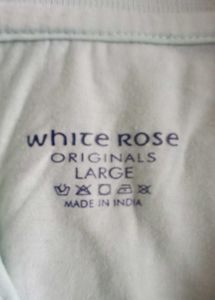 white ROSE
ORIGINALS
LARGE
MADE IN INDIA